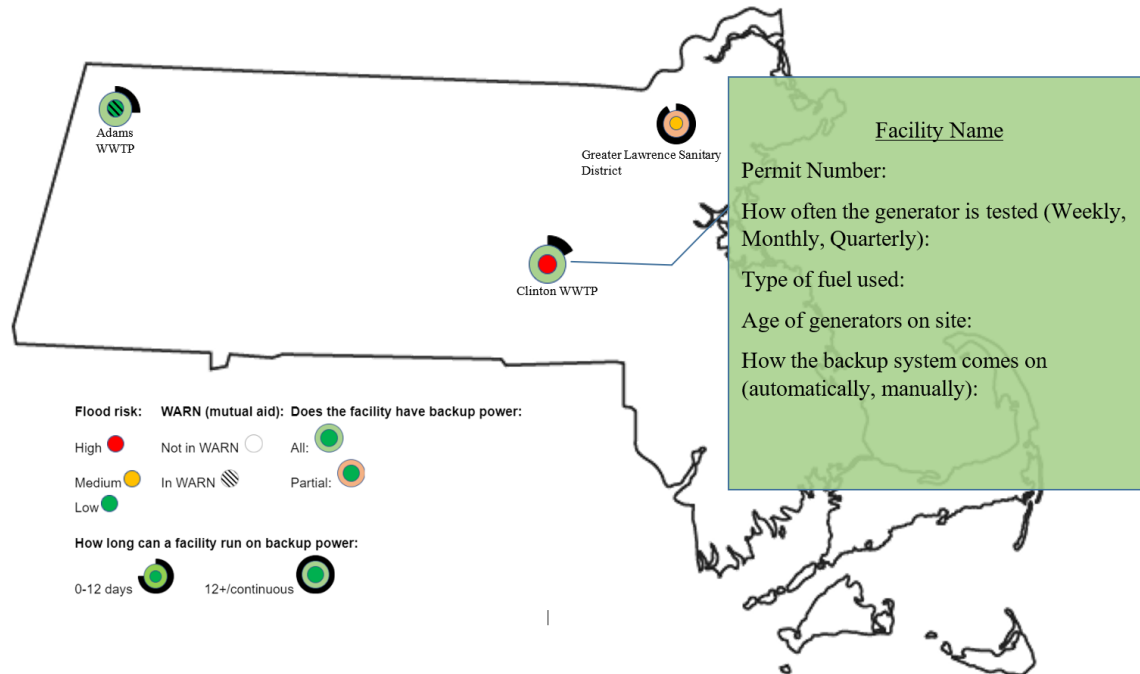 Adams
WWTP
Greater Lawrence Sanitary
District
Clinton WWTP
Facility Name
Permit Number:
How often the generator is tested (Weekly,
Monthly, Quarterly):
Type of fuel used:
Age of generators on site:
How the backup system comes on
(automatically, manually):
Flood risk: WARN (mutual aid): Does the facility have backup power:
High Not in WARN All:
Medium In WARN Partial:
Low
How long can a facility run on backup power:
0-12 days 12+/continuous